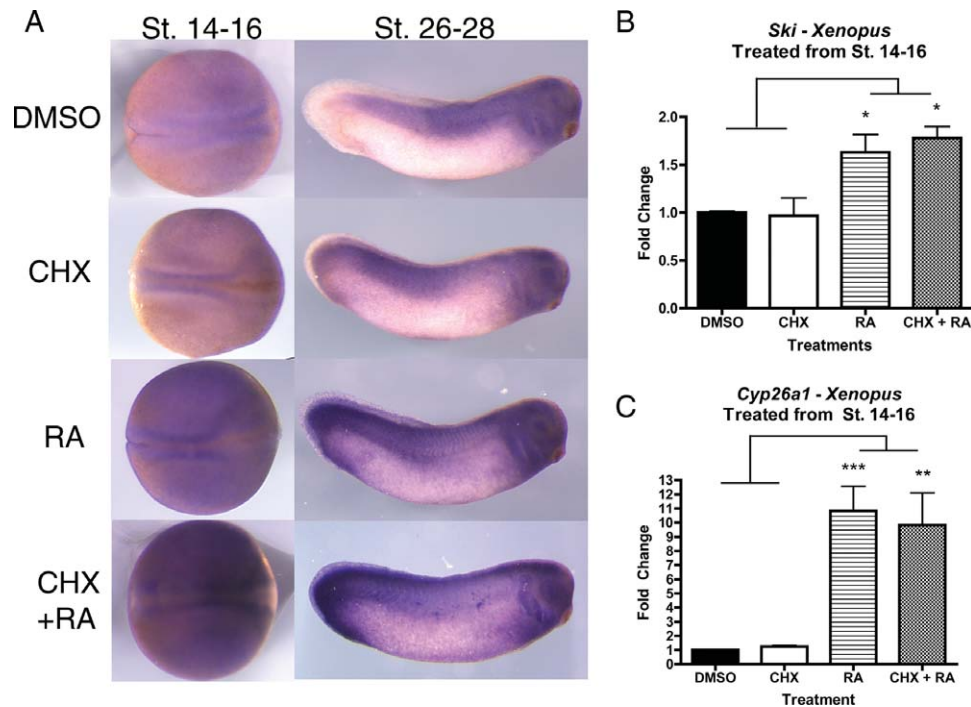 A
St. 14-16
St. 26-28
DMSO
CHX
RA
CHX
+RA
B
Ski - Xenopus
Treated from St. 14-16
*
*
2.0
1.5
1.0
0.5
0.0
Fold Change
DMSO
CHX
RA
CHX + RA
Treatments
C
Cyp26a1 - Xenopus
Treated from St. 14-16
***
**
13
12
11
10
9
8
7
6
5
4
3
2
1
0
Fold Change
DMSO
CHX
RA
CHX + RA
Treatment